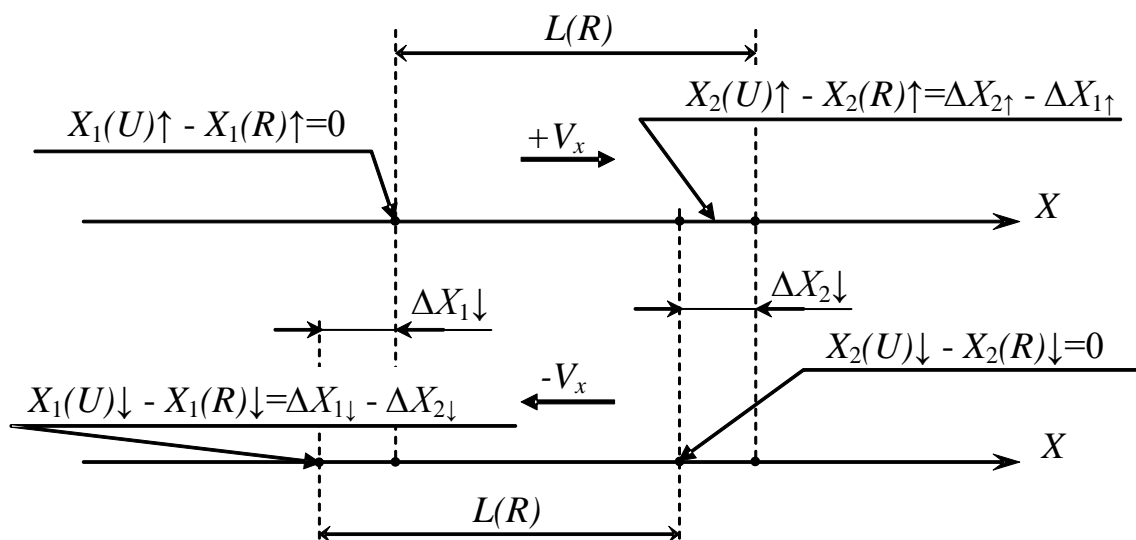 L(R)
X₁(U)↑ - X₁(R)↑=0
X₂(U)↑ - X₂(R)↑=ΔX₂↑ - ΔX₁↑
+Vₓ
X
ΔX₁↓
ΔX₂↓
X₂(U)↓ - X₂(R)↓=0
-Vₓ
X₁(U)↓ - X₁(R)↓=ΔX₁↓ - ΔX₂↓
X
L(R)